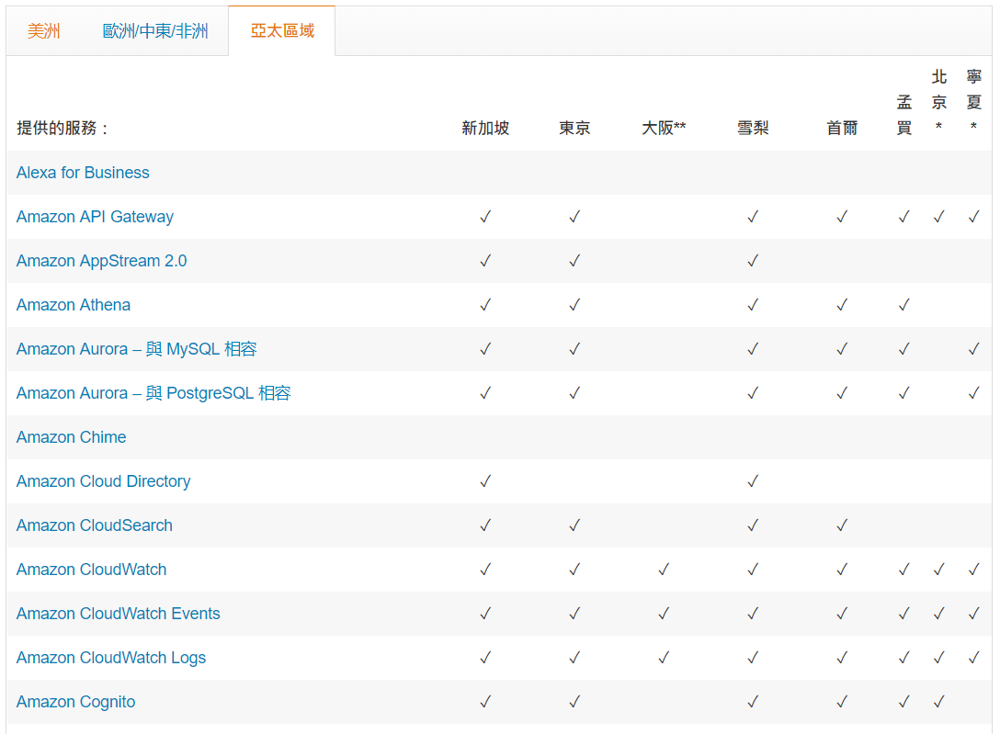 美洲 歐洲/中東/非洲 亞太區域
提供的服務： 新加坡 東京 大阪** 雪梨 首爾 孟買 北京* 寧夏*
Alexa for Business
Amazon API Gateway ✓ ✓ ✓ ✓ ✓ ✓ ✓
Amazon AppStream 2.0 ✓ ✓ ✓
Amazon Athena ✓ ✓ ✓ ✓ ✓
Amazon Aurora – 與 MySQL 相容 ✓ ✓ ✓ ✓ ✓ ✓
Amazon Aurora – 與 PostgreSQL 相容 ✓ ✓ ✓ ✓ ✓ ✓
Amazon Chime
Amazon Cloud Directory ✓ ✓
Amazon CloudSearch ✓ ✓ ✓ ✓
Amazon CloudWatch ✓ ✓ ✓ ✓ ✓ ✓ ✓ ✓
Amazon CloudWatch Events ✓ ✓ ✓ ✓ ✓ ✓ ✓ ✓
Amazon CloudWatch Logs ✓ ✓ ✓ ✓ ✓ ✓ ✓ ✓
Amazon Cognito ✓ ✓ ✓ ✓ ✓ ✓